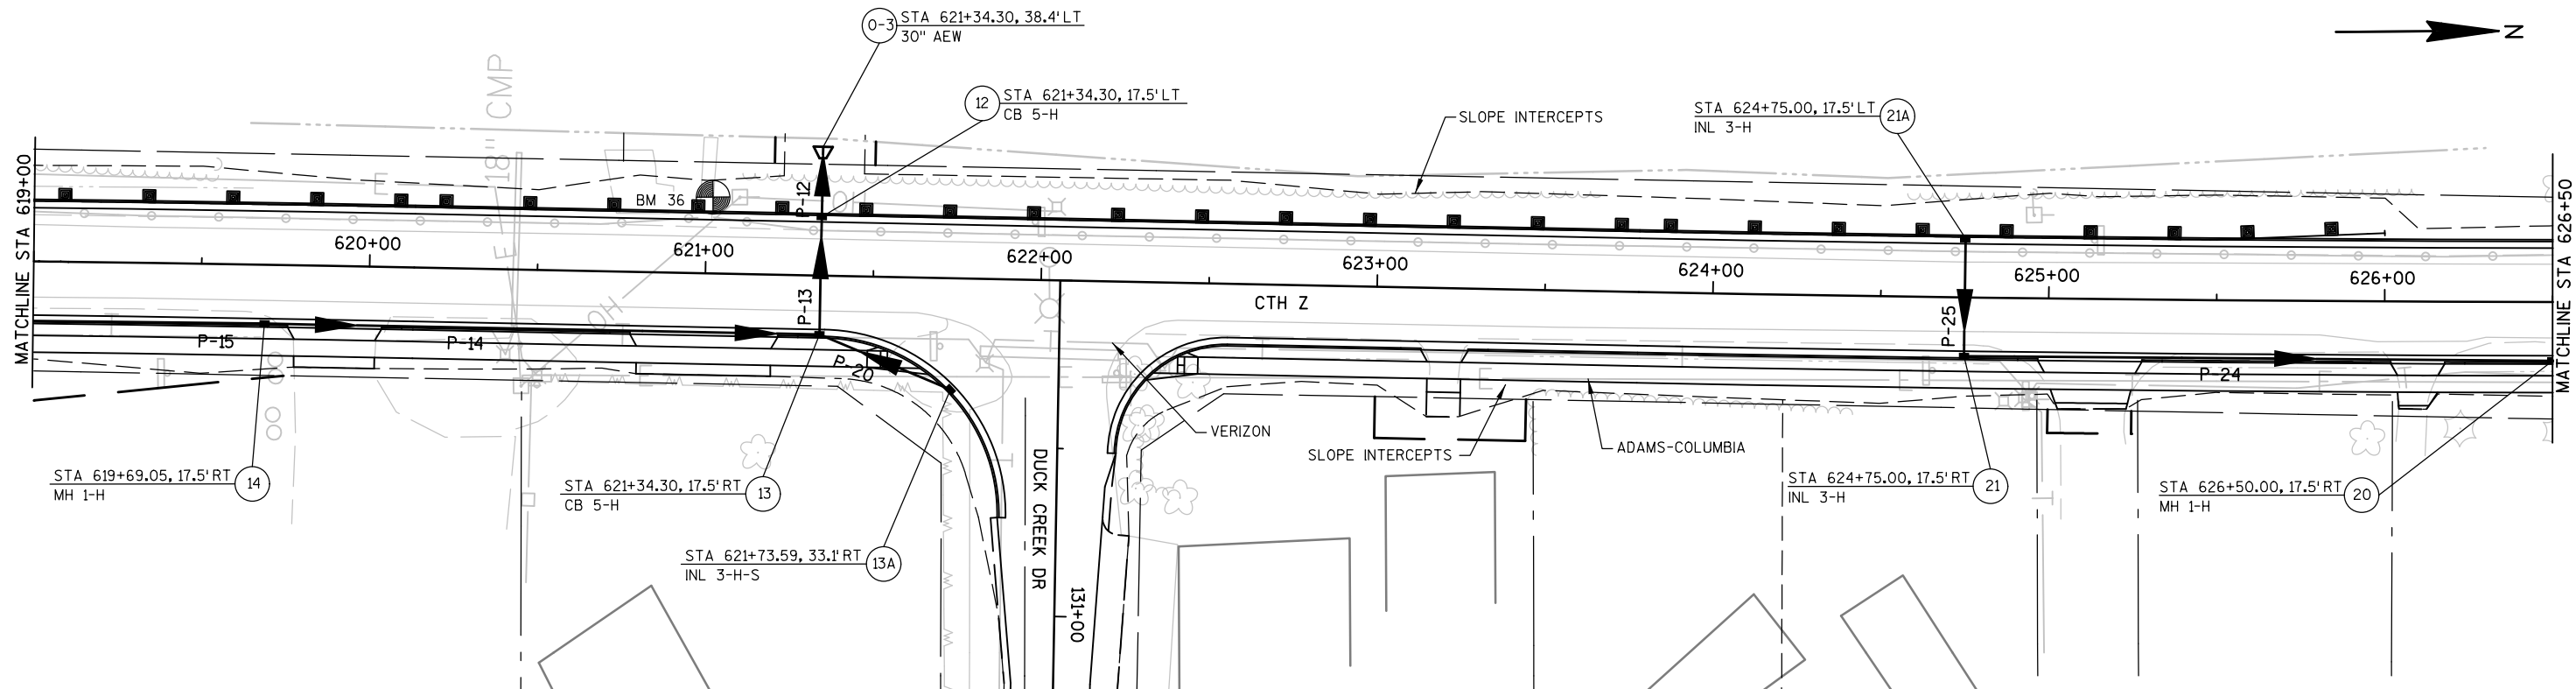 O-3 STA 621+34.30, 38.4' LT
30" AEW
N
12 STA 621+34.30, 17.5' LT
CB 5-H
18" CMP
SLOPE INTERCEPTS
STA 624+75.00, 17.5' LT 21A
INL 3-H
MATCHLINE STA 619+00
MATCHLINE STA 626+50
E
BM 36
P-12
OH
620+00
621+00
622+00
623+00
624+00
625+00
626+00
CTH Z
P-13
P-25
OH
P-15
P-14
P-20
P-24
VERIZON
SLOPE INTERCEPTS
ADAMS-COLUMBIA
STA 619+69.05, 17.5' RT 14
MH 1-H
STA 621+34.30, 17.5' RT 13
CB 5-H
STA 624+75.00, 17.5' RT 21
INL 3-H
STA 626+50.00, 17.5' RT 20
MH 1-H
STA 621+73.59, 33.1' RT 13A
INL 3-H-S
DUCK CREEK DR
131+00